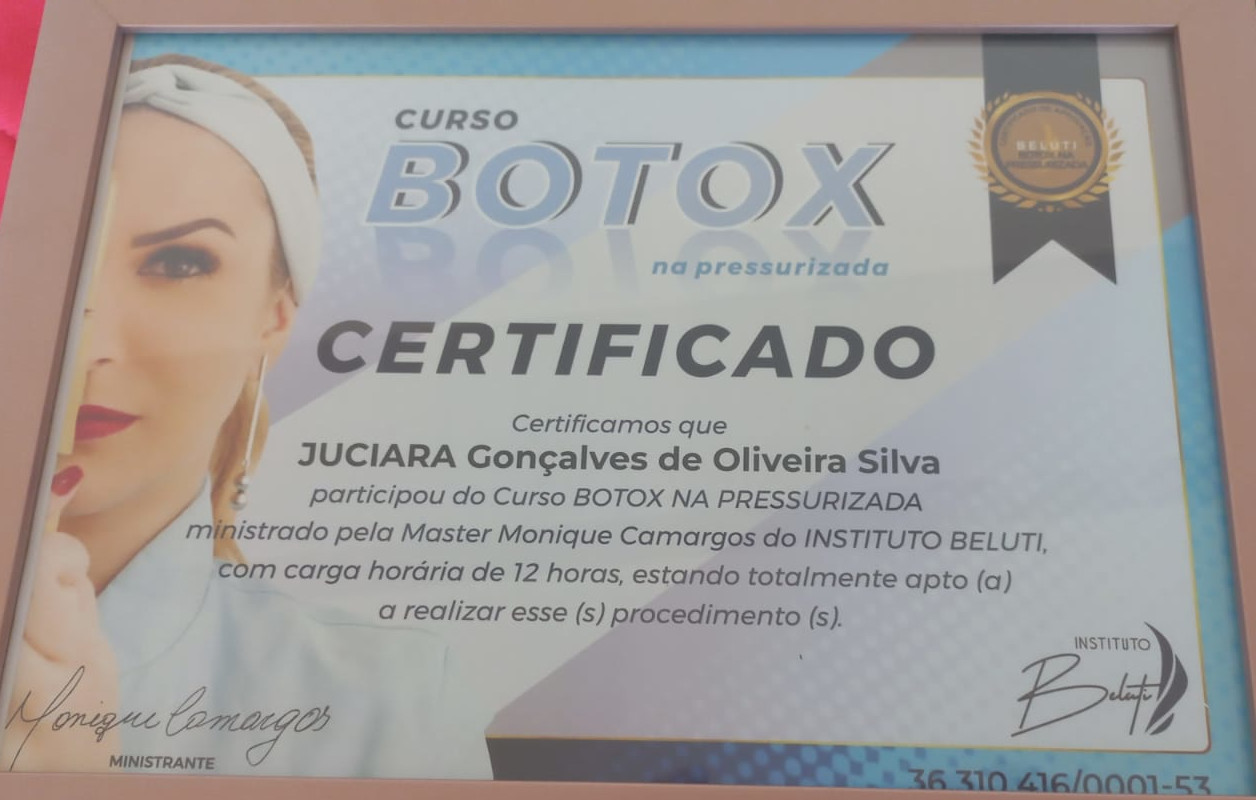 CURSO
BOTOX
na pressurizada
BELUTI
BOTOX NA
PRESSURIZADA
CERTIFICADO
Certificamos que
JUCIARA Gonçalves de Oliveira Silva
participou do Curso BOTOX NA PRESSURIZADA
ministrado pela Master Monique Camargos do INSTITUTO BELUTI,
com carga horária de 12 horas, estando totalmente apto (a)
a realizar esse (s) procedimento (s).
Monique Camargos
MINISTRANTE
INSTITUTO
Beluti
36 310 416/0001-53